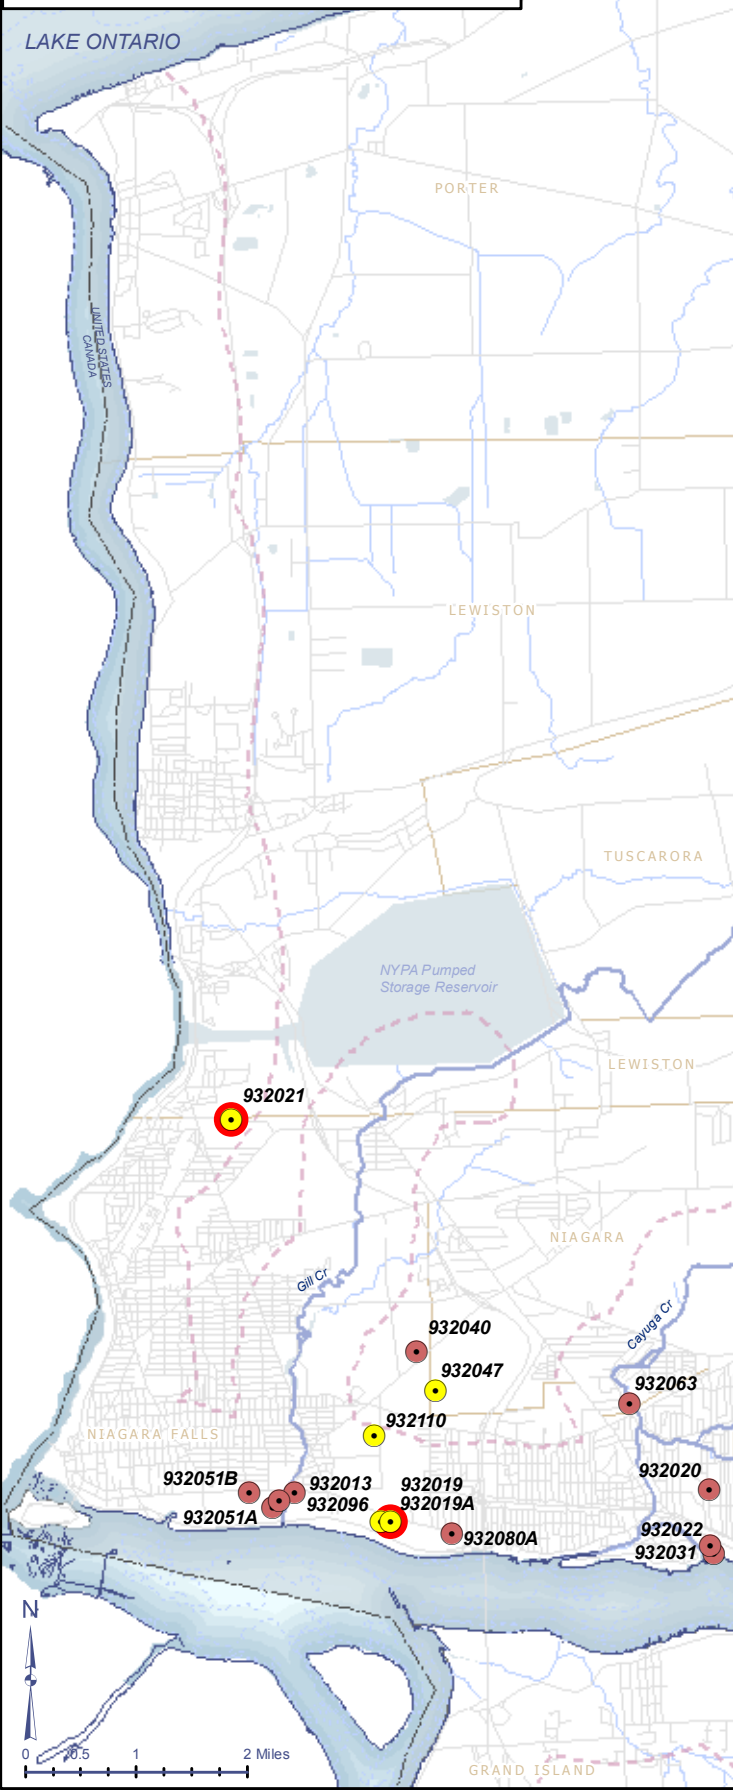 LAKE ONTARIO
PORTER
UNITED STATES
CANADA
LEWISTON
TUSCARORA
NYPA Pumped
Storage Reservoir
LEWISTON
932021
NIAGARA
Gill Cr
Cayuga Cr
932040
932047
932063
932110
NIAGARA FALLS
932051B
932013
932019
932020
932051A
932096
932019A
932080A
932022
932031
N
0 0.5 1 2 Miles
GRAND ISLAND